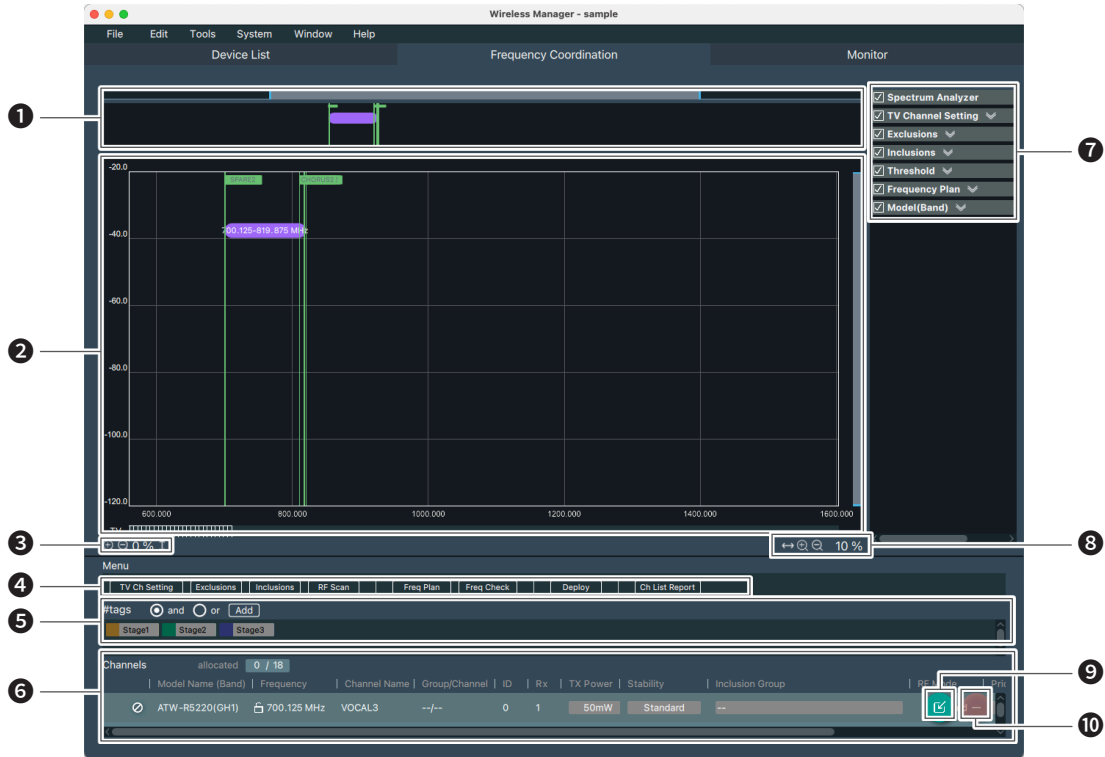 Wireless Manager - sample
File Edit Tools System Window Help
Device List Frequency Coordination Monitor
1
Spectrum Analyzer
TV Channel Setting
Exclusions
Inclusions
Threshold
Frequency Plan
Model(Band)
7
2
-20.0
SPARE2 CHORUS2
700.125-819.875 MHz
-40.0
-60.0
-80.0
-100.0
-120.0
600.000 800.000 1000.000 1200.000 1400.000 1600.000
TV
3
0 %
10 %
8
Menu
4
TV Ch Setting Exclusions Inclusions RF Scan Freq Plan Freq Check Deploy Ch List Report
5
#tags and or Add
Stage1 Stage2 Stage3
6
Channels allocated 0 / 18
9
Model Name (Band) Frequency Channel Name Group/Channel ID Rx TX Power Stability Inclusion Group RF Mode
ATW-R5220(GH1) 700.125 MHz VOCAL3 --/-- 0 1 50mW Standard --
10